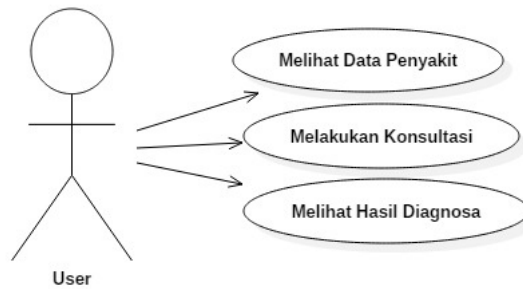 Melihat Data Penyakit
Melakukan Konsultasi
Melihat Hasil Diagnosa
User